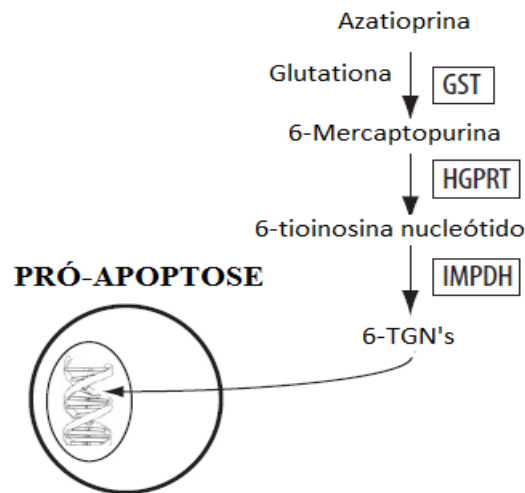 Azatioprina
Glutationa
GST
6-Mercaptopurina
HGPRT
6-tioinosina nucleótido
IMPDH
PRÓ-APOPTOSE
6-TGN's